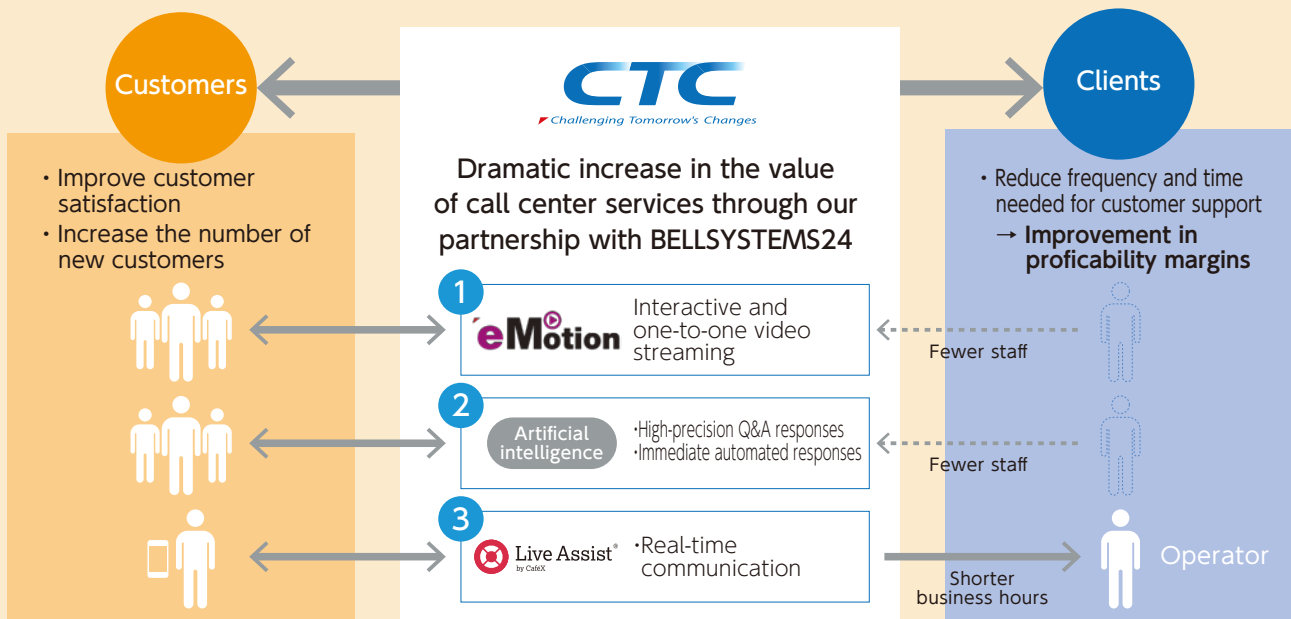 Customers
CTC
Challenging Tomorrow's Changes
Clients
・Improve customer
satisfaction
・Increase the number of
new customers
Dramatic increase in the value
of call center services through our
partnership with BELLSYSTEMS24
・Reduce frequency and time
needed for customer support
→ Improvement in
proficability margins
1
'eMotion
Interactive and
one-to-one video
streaming
Fewer staff
2
Artificial
intelligence
・High-precision Q&A responses
・Immediate automated responses
Fewer staff
3
Live Assist®
by CaféX
・Real-time
communication
Shorter
business hours
Operator